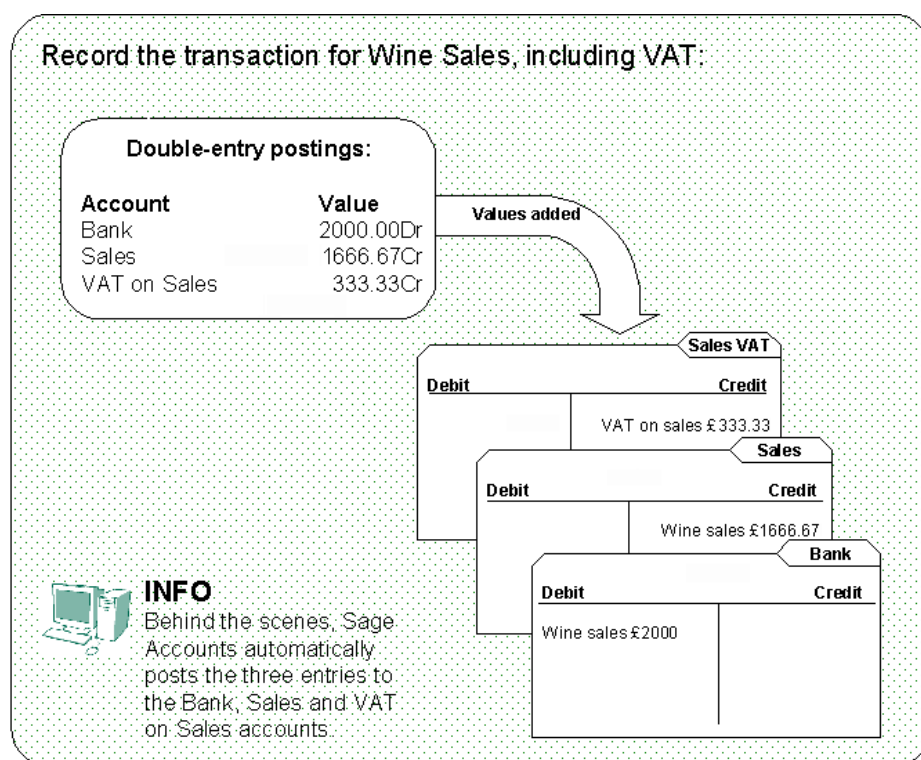 Record the transaction for Wine Sales, including VAT:
Double-entry postings:
Account Value
Bank 2000.00Dr
Sales 1666.67Cr
VAT on Sales 333.33Cr
Values added
Sales VAT
Debit Credit
VAT on sales £333.33
Sales
Debit Credit
Wine sales £1666.67
Bank
Debit Credit
Wine sales £2000
INFO
Behind the scenes, Sage
Accounts automatically
posts the three entries to
the Bank, Sales and VAT
on Sales accounts